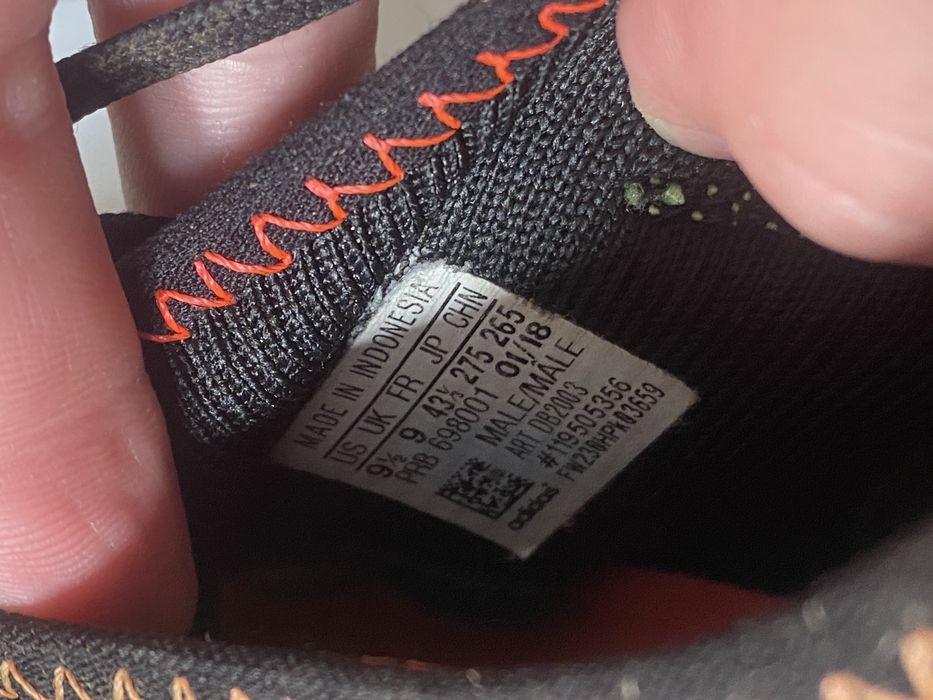 MADE IN INDONESIA
US UK FR JP CHN
9½ 9 43⅓ 275 265
PRB 698001 01/18
MALE/MALE
ART DB2003
#119505356
adidas FW230HPK03659